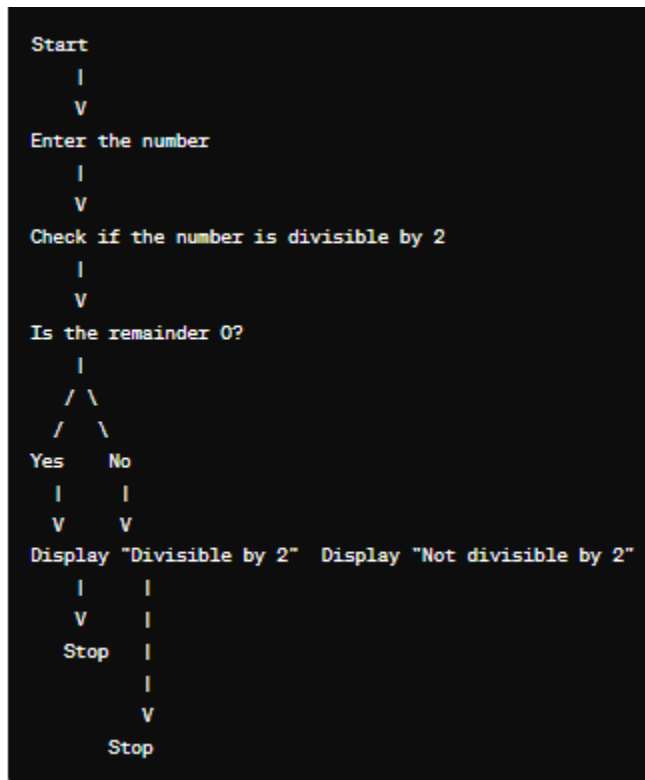 Start
|
V
Enter the number
|
V
Check if the number is divisible by 2
|
V
Is the remainder 0?
|
/ \
/ \
Yes No
| |
V V
Display "Divisible by 2" Display "Not divisible by 2"
| |
V |
Stop |
|
V
Stop